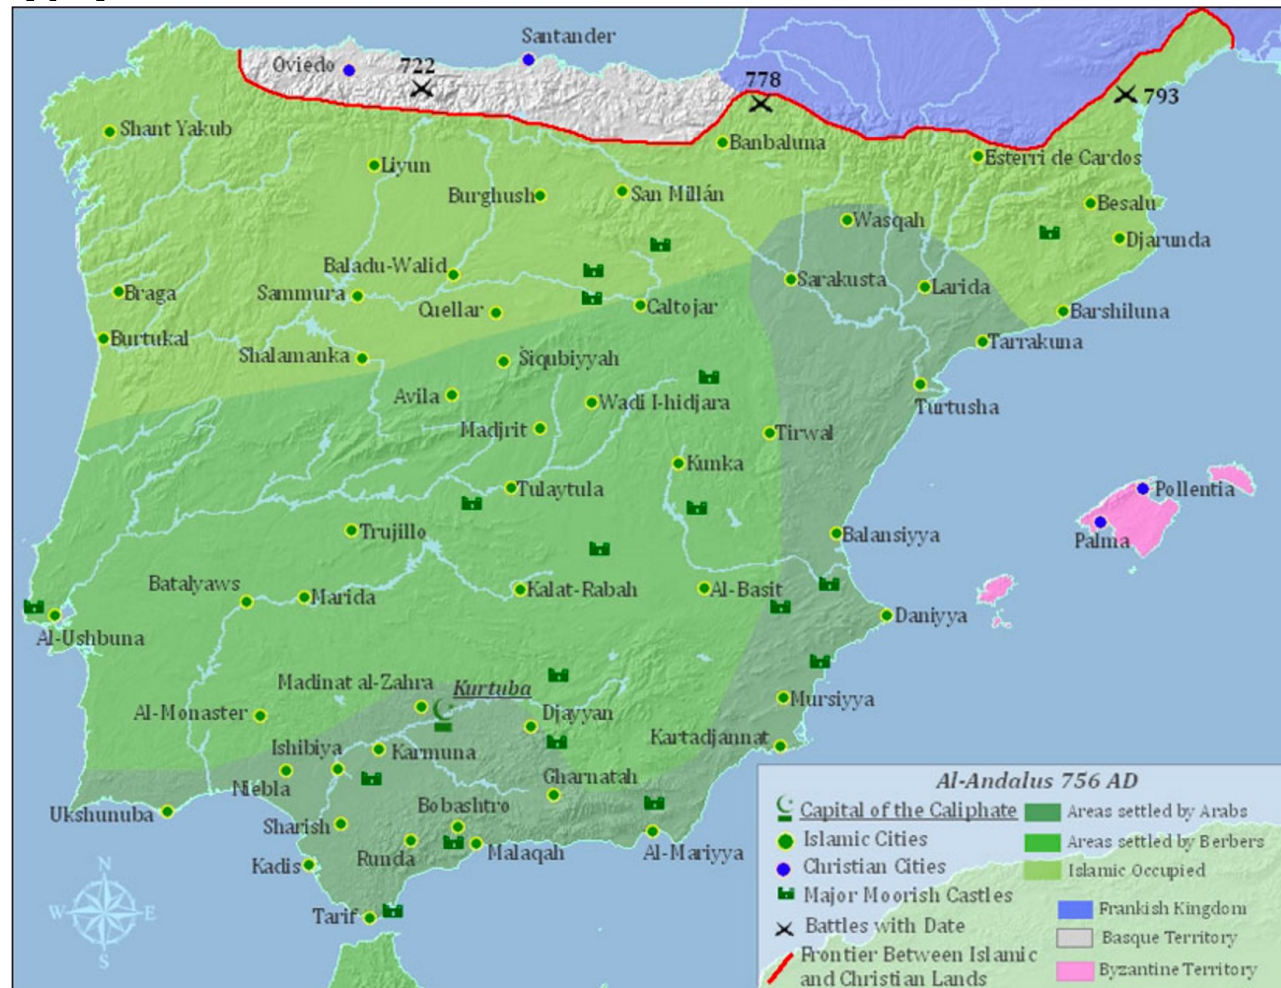 Santander
Oviedo
722
778
793
Shant Yakub
Banbaluna
Liyun
Esterri de Cardos
Burghush
San Millán
Besalu
Wasqah
Djarunda
Baladu-Walid
Sarakusta
Braga
Sammura
Larida
Cuellar
Caltojar
Barshiluna
Burtukal
Tarrakuna
Shalamanka
Šiqubiyyah
Avila
Wadi I-hidjara
Turtusha
Madjrit
Tirwal
Kunka
Tulaytula
Pollentia
Trujillo
Balansiyya
Palma
Batalyaws
Marida
Kalat-Rabah
Al-Basit
Daniyya
Al-Ushbuna
Madinat al-Zahra
Kurtuba
Mursiyya
Al-Monaster
Djayyan
Kartadjannat
Ishibiya
Karmuna
Niebla
Gharnatah
Ukshunuba
Bobashtro
Sharish
Runda
Malaqah
Al-Mariyya
Kadis
Tarif
N
W
E
S
Al-Andalus 756 AD
Capital of the Caliphate
Areas settled by Arabs
Islamic Cities
Areas settled by Berbers
Christian Cities
Islamic Occupied
Major Moorish Castles
Frankish Kingdom
Battles with Date
Basque Territory
Frontier Between Islamic
and Christian Lands
Byzantine Territory